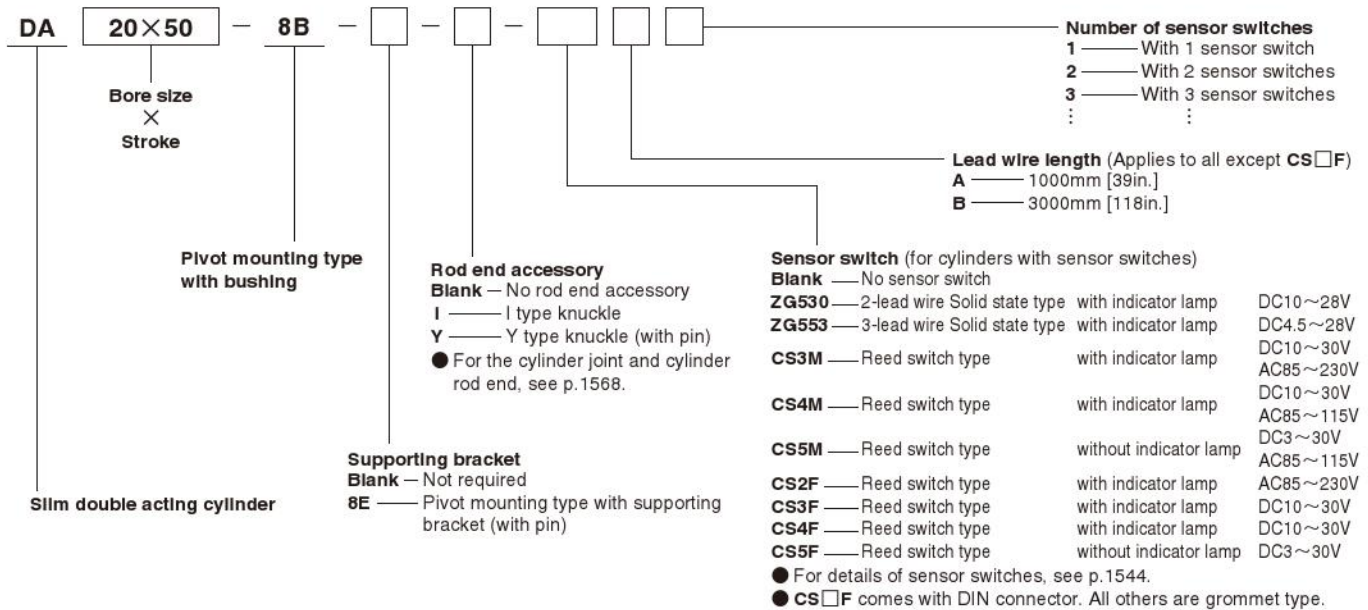 DA 20×50 − 8B − □ − □ − □ □ □
Number of sensor switches
1 With 1 sensor switch
2 With 2 sensor switches
3 With 3 sensor switches
⋮ ⋮
Bore size
×
Stroke
Lead wire length (Applies to all except CS□F)
A 1000mm [39in.]
B 3000mm [118in.]
Pivot mounting type
with bushing
Rod end accessory
Blank — No rod end accessory
I I type knuckle
Y Y type knuckle (with pin)
● For the cylinder joint and cylinder
rod end, see p.1568.
Sensor switch (for cylinders with sensor switches)
Blank No sensor switch
ZG530 2-lead wire Solid state type with indicator lamp DC10~28V
ZG553 3-lead wire Solid state type with indicator lamp DC4.5~28V
CS3M Reed switch type with indicator lamp DC10~30V
AC85~230V
CS4M Reed switch type with indicator lamp DC10~30V
AC85~115V
CS5M Reed switch type without indicator lamp DC3~30V
AC85~115V
CS2F Reed switch type with indicator lamp AC85~230V
CS3F Reed switch type with indicator lamp DC10~30V
CS4F Reed switch type with indicator lamp DC10~30V
CS5F Reed switch type without indicator lamp DC3~30V
● For details of sensor switches, see p.1544.
● CS□F comes with DIN connector. All others are grommet type.
Supporting bracket
Blank — Not required
8E Pivot mounting type with supporting
bracket (with pin)
Slim double acting cylinder